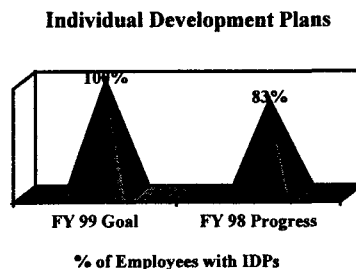 Individual Development Plans
100%
83%
FY 99 Goal FY 98 Progress
% of Employees with IDPs